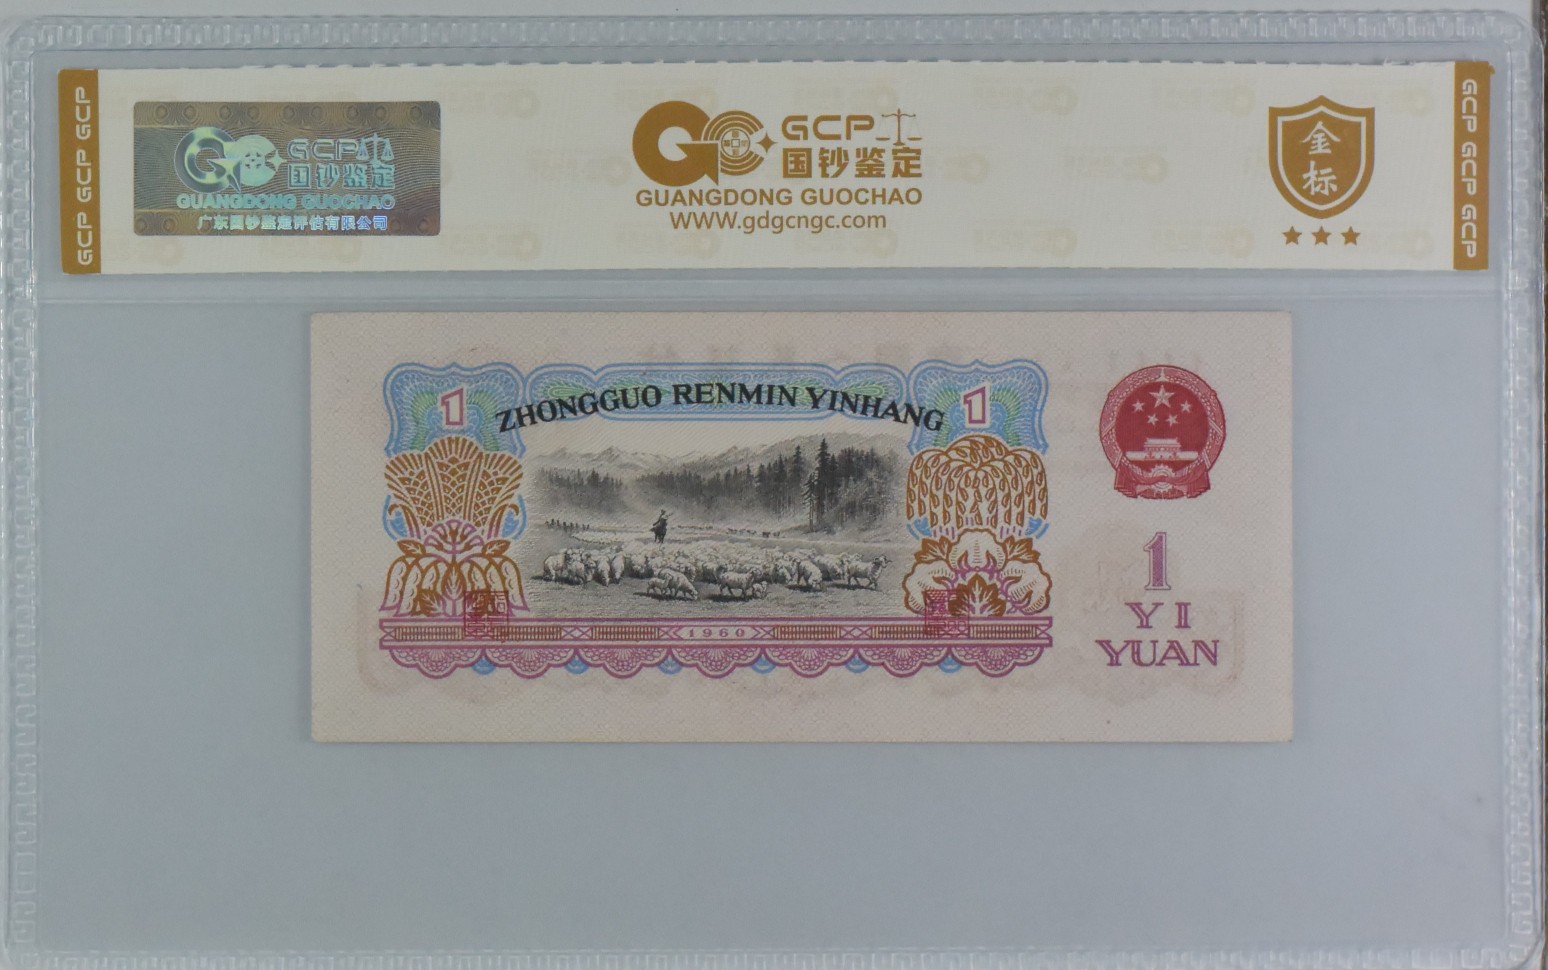 GCP GCP GCP
GCP
国钞鉴定
GUANGDONG GUOCHAO
广东国钞鉴定评估有限公司
GCP
国钞鉴定
GUANGDONG GUOCHAO
WWW.gdgcngc.com
金标
GCP GCP GCP
1
ZHONGGUO RENMIN YINHANG
1
1960
1
YI
YUAN